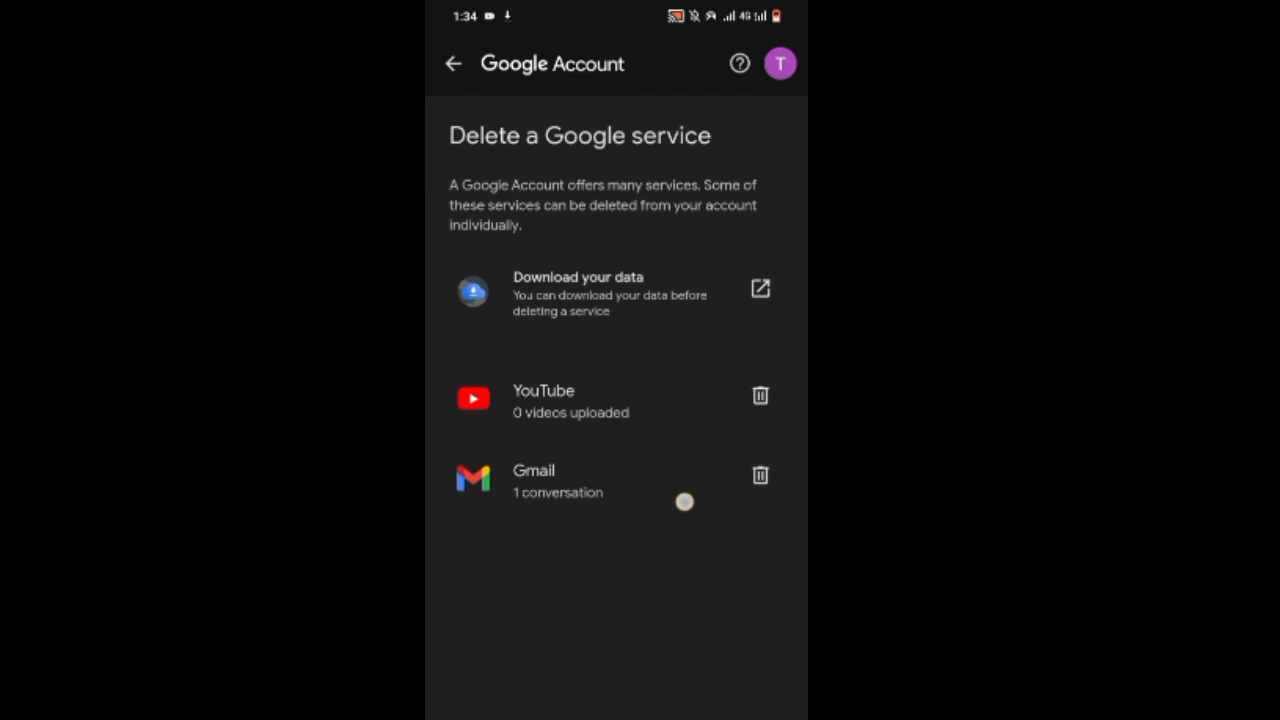 1:34
4G
Google Account
T
Delete a Google service
A Google Account offers many services. Some of
these services can be deleted from your account
individually.
Download your data
You can download your data before
deleting a service
YouTube
0 videos uploaded
Gmail
1 conversation